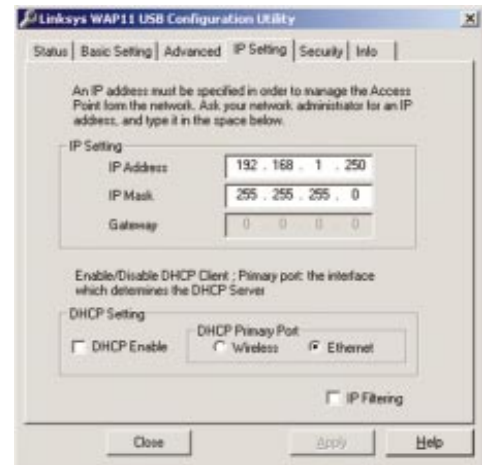 Linksys WAP11 USB Configuration Utility
Status Basic Setting Advanced IP Setting Security Info
An IP address must be specified in order to manage the Access
Point form the network. Ask your network administrator for an IP
address, and type it in the space below.
IP Setting
IP Address 192 . 168 . 1 . 250
IP Mask 255 . 255 . 255 . 0
Gateway 0 . 0 . 0 . 0
Enable/Disable DHCP Client ; Primary port: the interface
which determines the DHCP Server
DHCP Setting
DHCP Primary Port
DHCP Enable Wireless Ethernet
IP Filtering
Close Apply Help